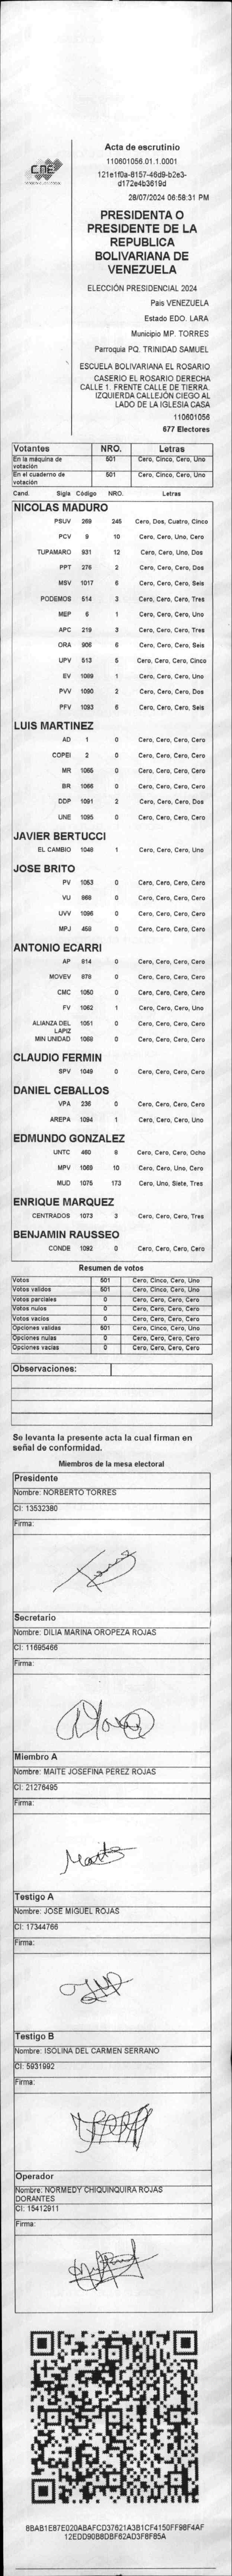 CNE
Acta de escrutinio
110601056.01.1.0001
121e1f0a-8157-46d9-b2e3-
d172e4b3619d
28/07/2024 06:58:31 PM
PRESIDENTA O
PRESIDENTE DE LA
REPUBLICA
BOLIVARIANA DE
VENEZUELA
ELECCIÓN PRESIDENCIAL 2024
Pais VENEZUELA
Estado EDO. LARA
Municipio MP. TORRES
Parroquia PQ. TRINIDAD SAMUEL
ESCUELA BOLIVARIANA EL ROSARIO
CASERIO EL ROSARIO DERECHA
CALLE 1. FRENTE CALLE DE TIERRA.
IZQUIERDA CALLEJÓN CIEGO AL
LADO DE LA IGLESIA CASA
110601056
677 Electores
Votantes NRO. Letras
En la máquina de votación 501 Cero, Cinco, Cero, Uno
En el cuaderno de votación 501 Cero, Cinco, Cero, Uno
Cand. Sigla Código NRO. Letras
NICOLAS MADURO
PSUV 269 245 Cero, Dos, Cuatro, Cinco
PCV 9 10 Cero, Cero, Uno, Cero
TUPAMARO 931 12 Cero, Cero, Uno, Dos
PPT 276 2 Cero, Cero, Cero, Dos
MSV 1017 6 Cero, Cero, Cero, Seis
PODEMOS 514 3 Cero, Cero, Cero, Tres
MEP 6 1 Cero, Cero, Cero, Uno
APC 219 3 Cero, Cero, Cero, Tres
ORA 906 6 Cero, Cero, Cero, Seis
UPV 513 5 Cero, Cero, Cero, Cinco
EV 1089 1 Cero, Cero, Cero, Uno
PVV 1090 2 Cero, Cero, Cero, Dos
PFV 1093 6 Cero, Cero, Cero, Seis
LUIS MARTINEZ
AD 1 0 Cero, Cero, Cero, Cero
COPEI 2 0 Cero, Cero, Cero, Cero
MR 1065 0 Cero, Cero, Cero, Cero
BR 1066 0 Cero, Cero, Cero, Cero
DDP 1091 2 Cero, Cero, Cero, Dos
UNE 1095 0 Cero, Cero, Cero, Cero
JAVIER BERTUCCI
EL CAMBIO 1048 1 Cero, Cero, Cero, Uno
JOSE BRITO
PV 1053 0 Cero, Cero, Cero, Cero
VU 868 0 Cero, Cero, Cero, Cero
UVV 1096 0 Cero, Cero, Cero, Cero
MPJ 458 0 Cero, Cero, Cero, Cero
ANTONIO ECARRI
AP 814 0 Cero, Cero, Cero, Cero
MOVEV 878 0 Cero, Cero, Cero, Cero
CMC 1050 0 Cero, Cero, Cero, Cero
FV 1062 1 Cero, Cero, Cero, Uno
ALIANZA DEL LAPIZ 1051 0 Cero, Cero, Cero, Cero
MIN UNIDAD 1068 0 Cero, Cero, Cero, Cero
CLAUDIO FERMIN
SPV 1049 0 Cero, Cero, Cero, Cero
DANIEL CEBALLOS
VPA 236 0 Cero, Cero, Cero, Cero
AREPA 1094 1 Cero, Cero, Cero, Uno
EDMUNDO GONZALEZ
UNTC 460 8 Cero, Cero, Cero, Ocho
MPV 1069 10 Cero, Cero, Uno, Cero
MUD 1075 173 Cero, Uno, Siete, Tres
ENRIQUE MARQUEZ
CENTRADOS 1073 3 Cero, Cero, Cero, Tres
BENJAMIN RAUSSEO
CONDE 1092 0 Cero, Cero, Cero, Cero
Resumen de votos
Votos 501 Cero, Cinco, Cero, Uno
Votos validos 501 Cero, Cinco, Cero, Uno
Votos parciales 0 Cero, Cero, Cero, Cero
Votos nulos 0 Cero, Cero, Cero, Cero
Votos vacios 0 Cero, Cero, Cero, Cero
Opciones validas 501 Cero, Cinco, Cero, Uno
Opciones nulas 0 Cero, Cero, Cero, Cero
Opciones vacias 0 Cero, Cero, Cero, Cero
Observaciones:
Se levanta la presente acta la cual firman en
señal de conformidad.
Miembros de la mesa electoral
Presidente
Nombre: NORBERTO TORRES
CI: 13532380
Firma:
Secretario
Nombre: DILIA MARINA OROPEZA ROJAS
CI: 11695466
Firma:
Miembro A
Nombre: MAITE JOSEFINA PEREZ ROJAS
CI: 21276495
Firma:
Testigo A
Nombre: JOSE MIGUEL ROJAS
CI: 17344766
Firma:
Testigo B
Nombre: ISOLINA DEL CARMEN SERRANO
CI: 5931992
Firma:
Operador
Nombre: NORMEDY CHIQUINQUIRA ROJAS
DORANTES
CI: 15412911
Firma:
8BAB1E87E020ABAFCD37621A3B1CF4150FF98F4AF
12EDD90B8DBF62AD3F8F85A